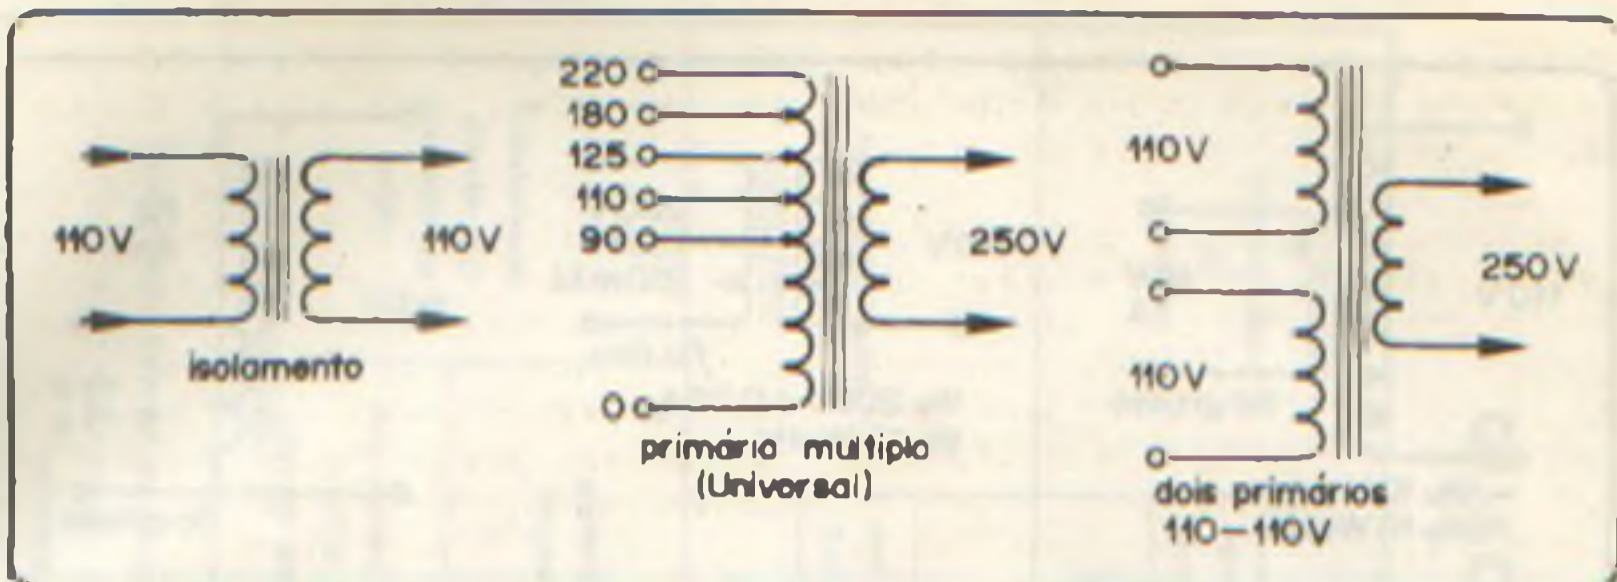 110V
110V
isolamento
220
180
125
110
90
0
250V
primário multiplo
(Universal)
110V
110V
250V
dois primários
110-110V